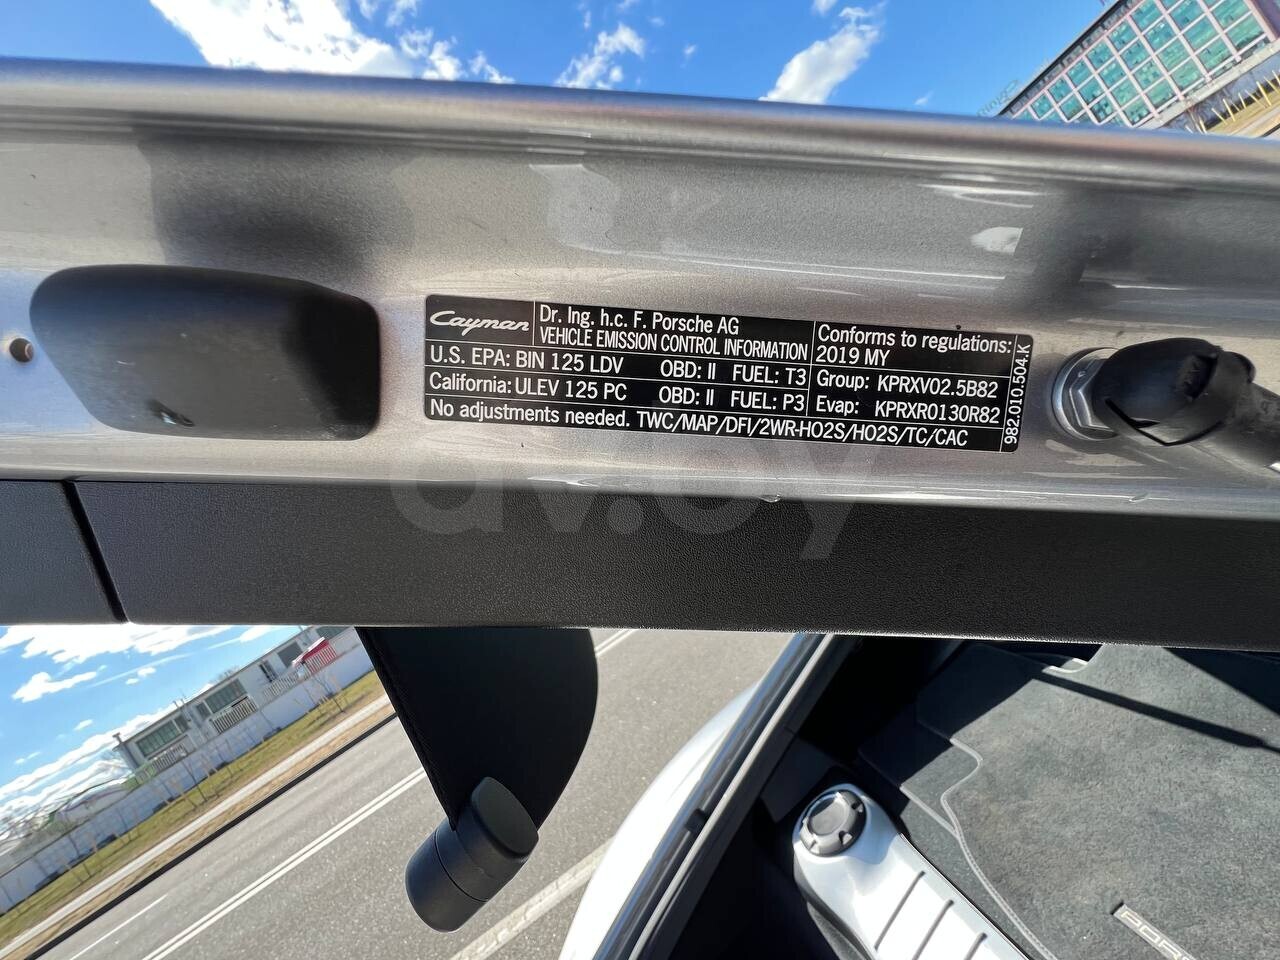 Cayman
Dr. Ing. h.c. F. Porsche AG
VEHICLE EMISSION CONTROL INFORMATION
Conforms to regulations:
2019 MY
U.S. EPA: BIN 125 LDV OBD: II FUEL: T3
Group: KPRXV02.5B82
California: ULEV 125 PC OBD: II FUEL: P3
Evap: KPRXR0130R82
No adjustments needed. TWC/MAP/DFI/2WR-HO2S/HO2S/TC/CAC
982.010.504.K
av.by